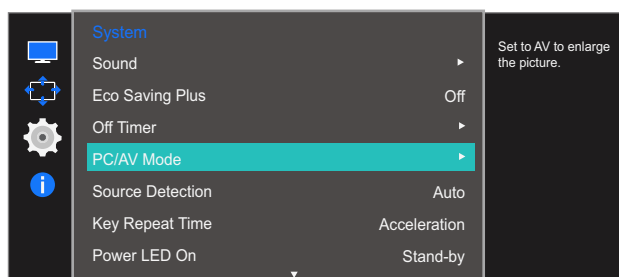 System
Sound
Eco Saving Plus Off
Off Timer
PC/AV Mode
Source Detection Auto
Key Repeat Time Acceleration
Power LED On Stand-by
Set to AV to enlarge
the picture.